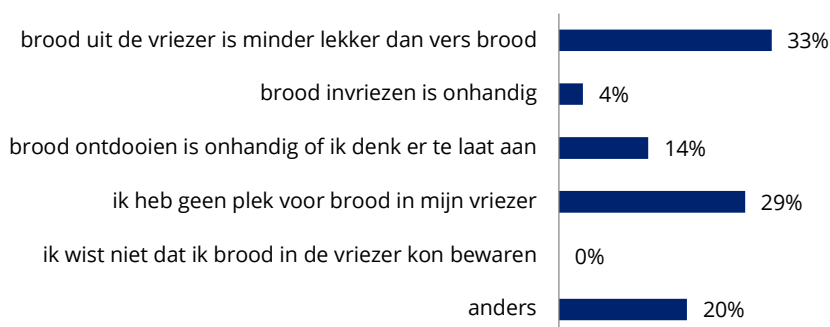 brood uit de vriezer is minder lekker dan vers brood 33%
brood invriezen is onhandig 4%
brood ontdooien is onhandig of ik denk er te laat aan 14%
ik heb geen plek voor brood in mijn vriezer 29%
ik wist niet dat ik brood in de vriezer kon bewaren 0%
anders 20%